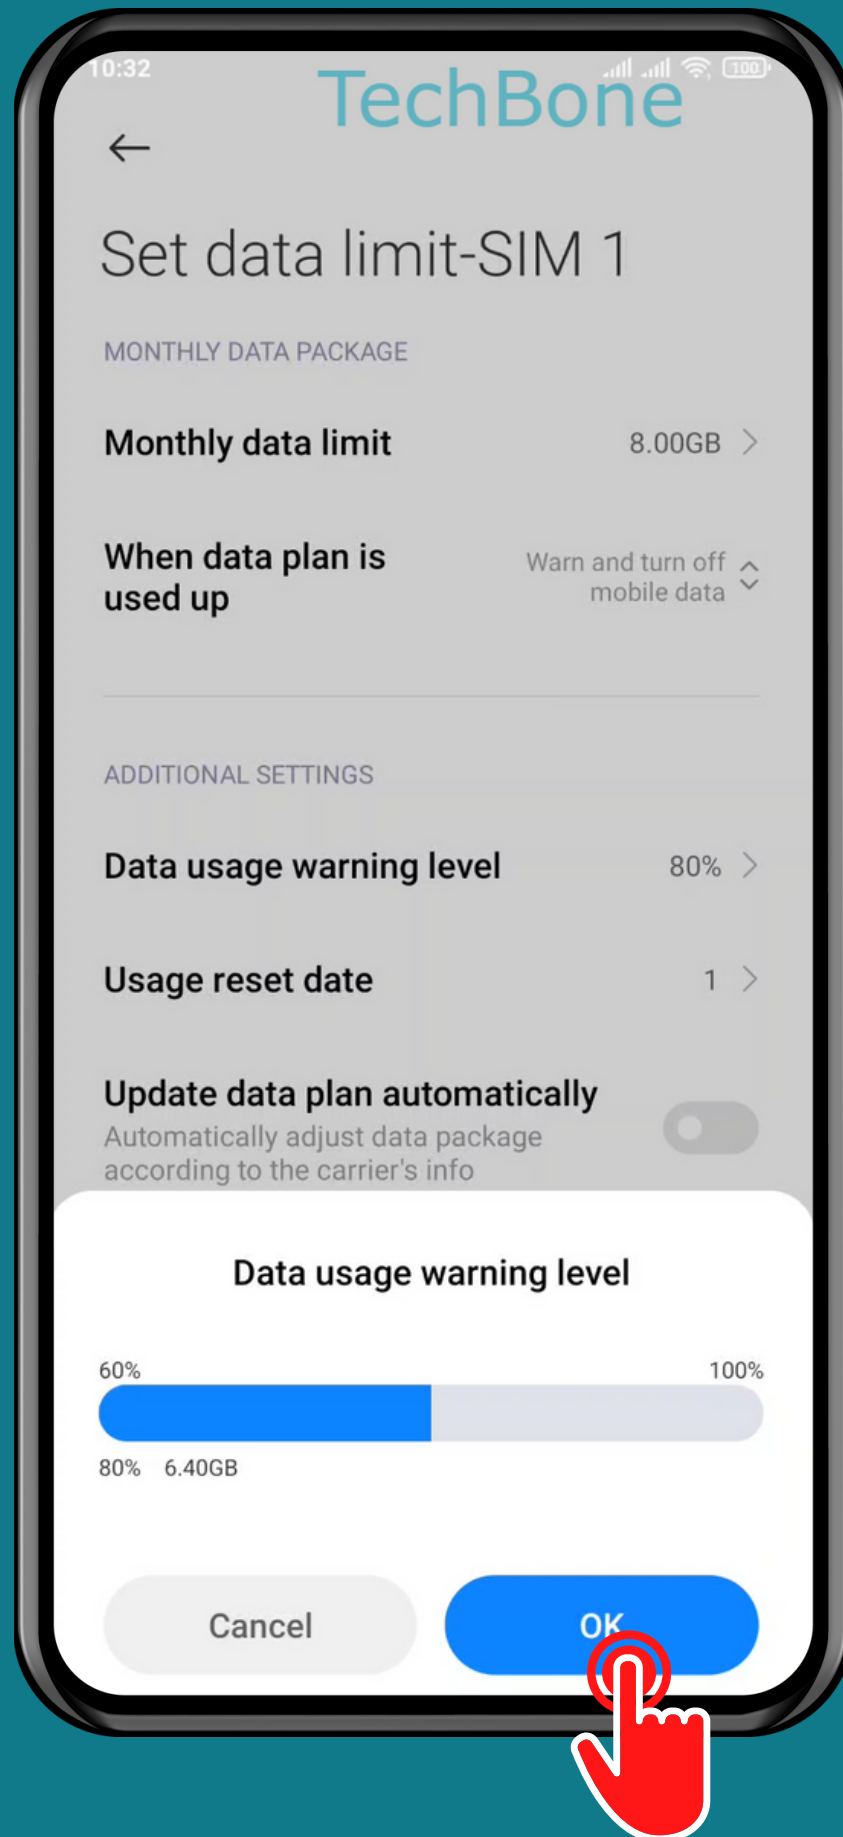 10:32
100
TechBone
Set data limit-SIM 1
MONTHLY DATA PACKAGE
Monthly data limit
8.00GB
When data plan is
used up
Warn and turn off
mobile data
ADDITIONAL SETTINGS
Data usage warning level
80%
Usage reset date
1
Update data plan automatically
Automatically adjust data package
according to the carrier's info
Data usage warning level
60%
100%
80% 6.40GB
Cancel
OK